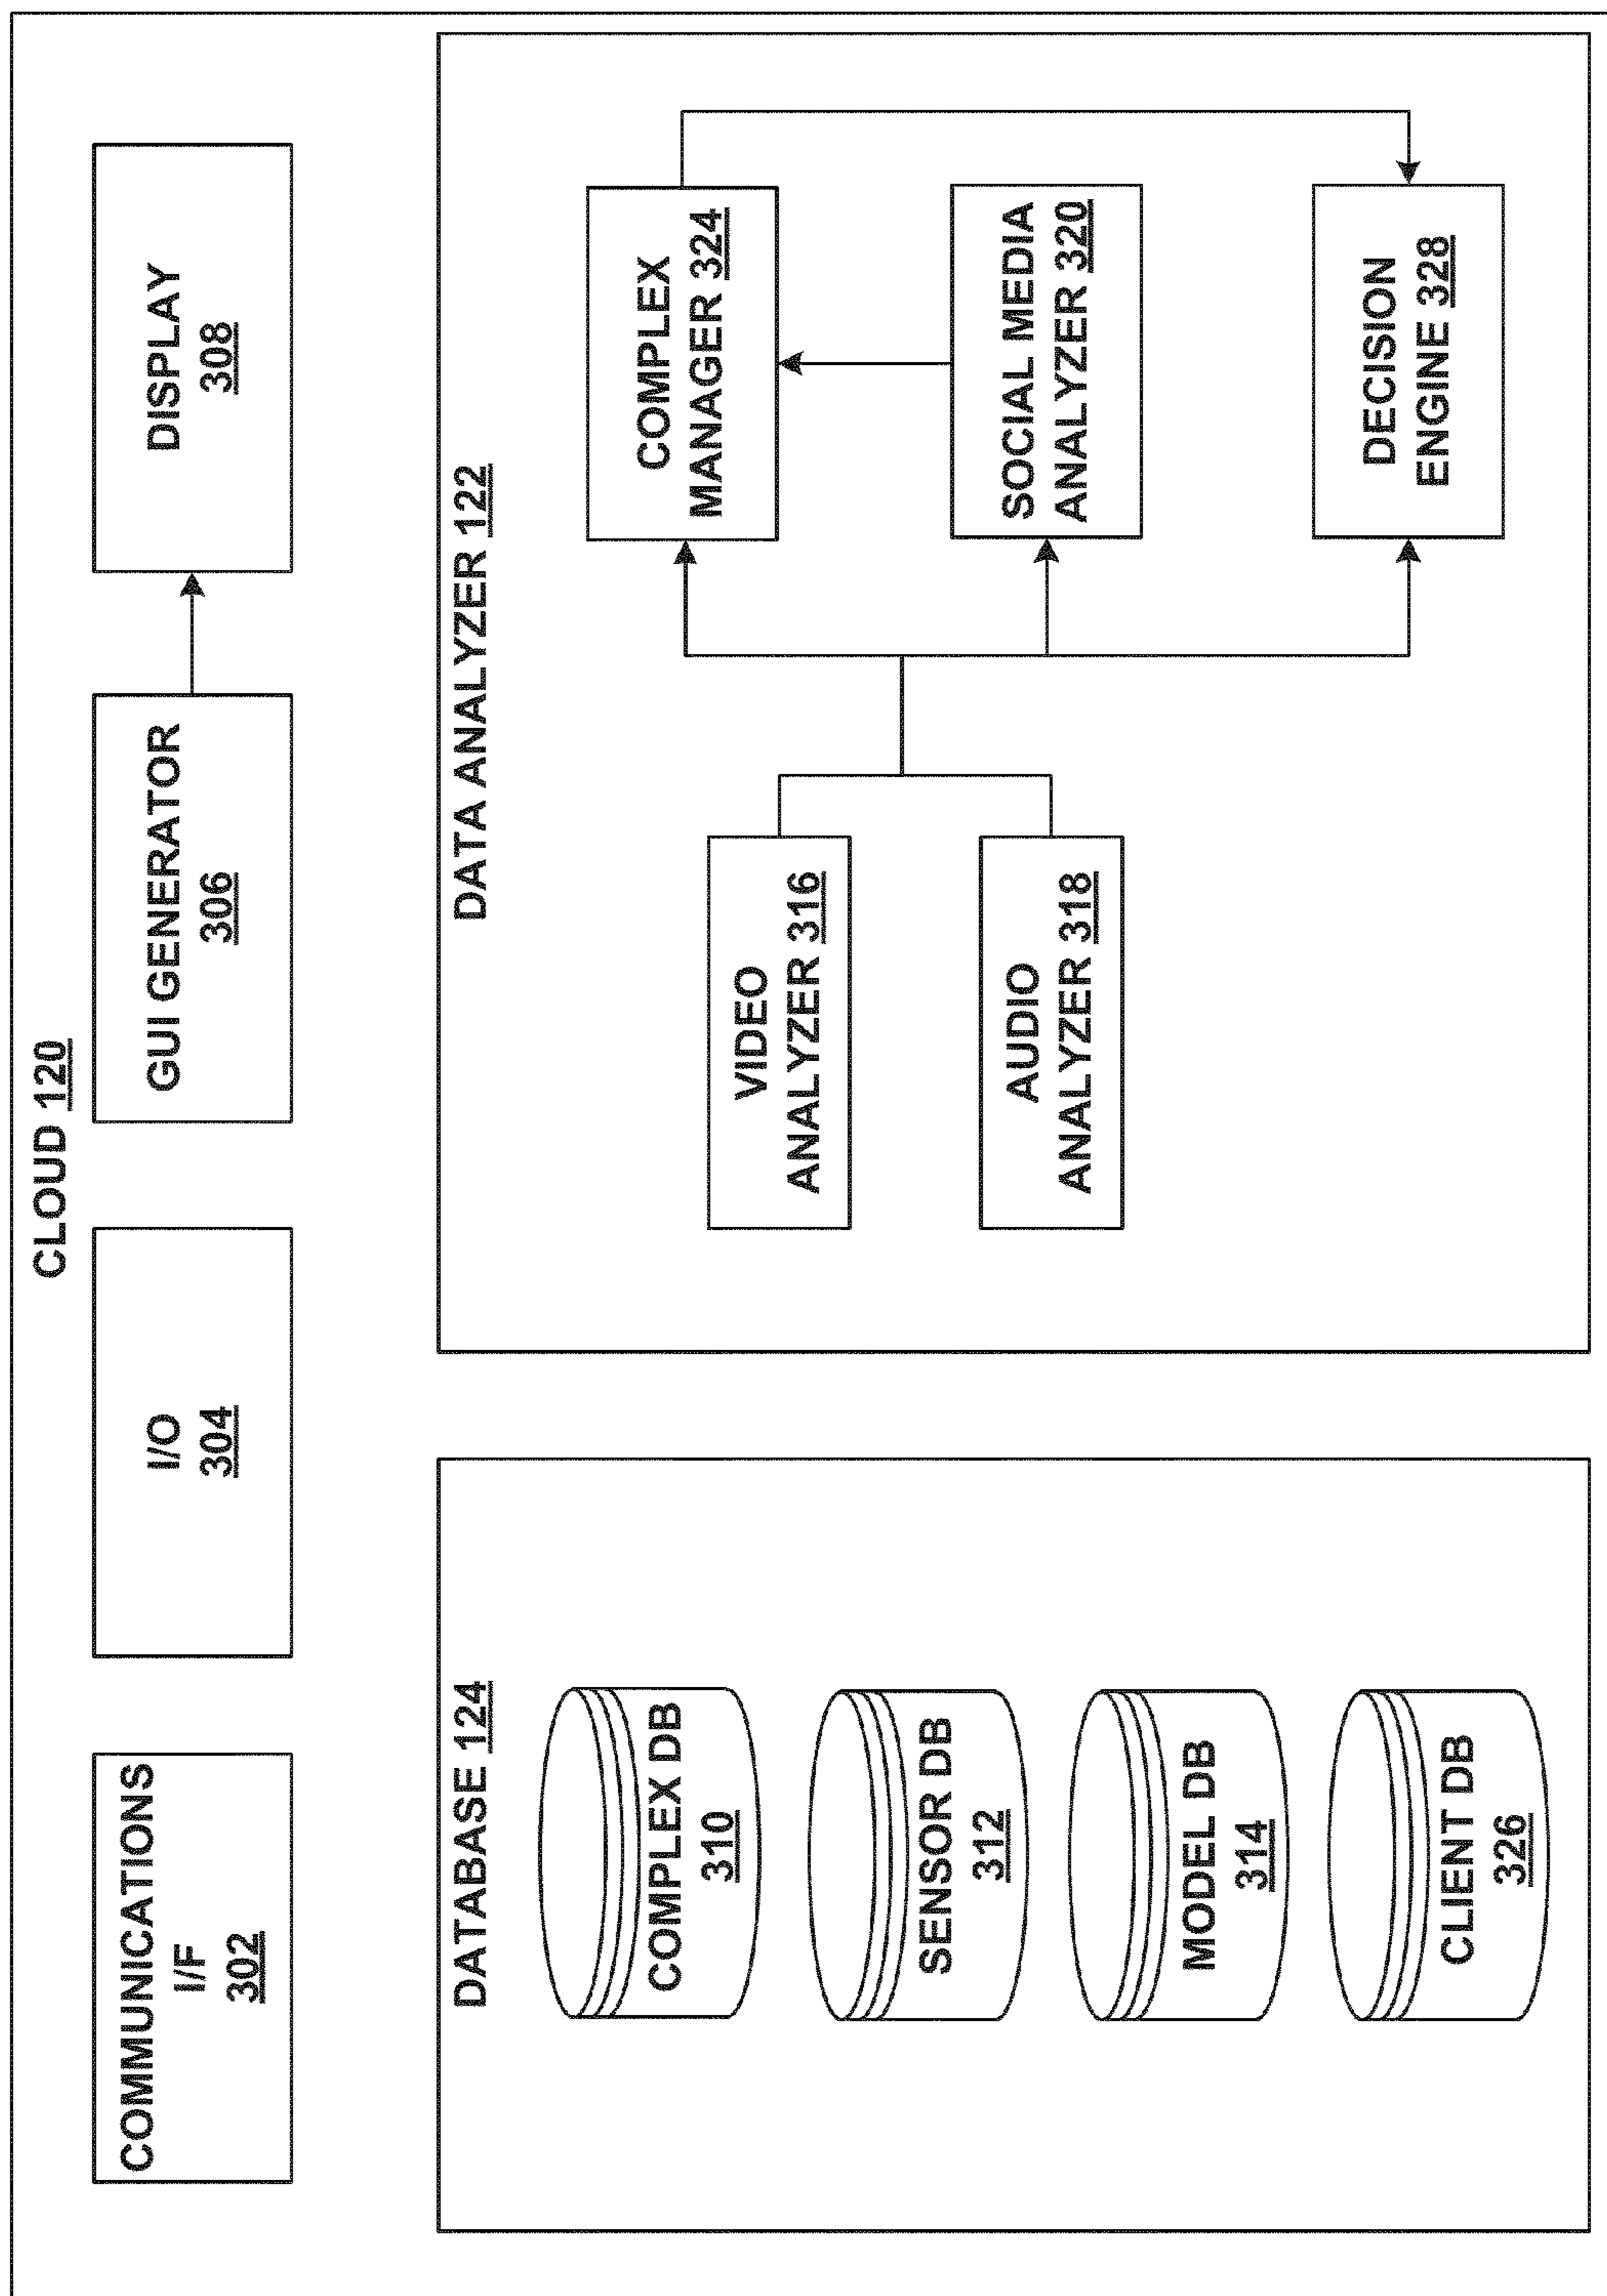 CLOUD 120
COMMUNICATIONS
I/F
302
I/O
304
GUI GENERATOR
306
DISPLAY
308
DATABASE 124
COMPLEX DB
310
SENSOR DB
312
MODEL DB
314
CLIENT DB
326
DATA ANALYZER 122
VIDEO
ANALYZER 316
AUDIO
ANALYZER 318
COMPLEX
MANAGER 324
SOCIAL MEDIA
ANALYZER 320
DECISION
ENGINE 328